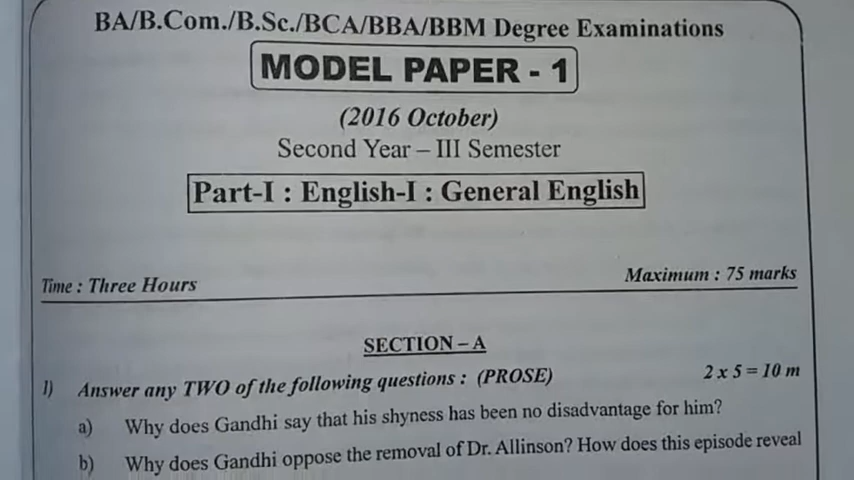 BA/B.Com./B.Sc./BCA/BBA/BBM Degree Examinations
MODEL PAPER - 1
(2016 October)
Second Year – III Semester
Part-I : English-I : General English
Time : Three Hours
Maximum : 75 marks
SECTION – A
1) Answer any TWO of the following questions : (PROSE) 2 x 5 = 10 m
a) Why does Gandhi say that his shyness has been no disadvantage for him?
b) Why does Gandhi oppose the removal of Dr. Allinson? How does this episode reveal